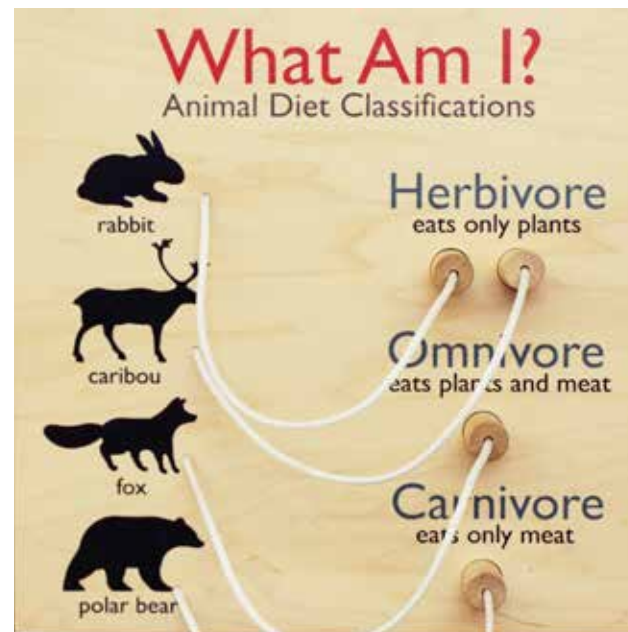 What Am I?
Animal Diet Classifications
rabbit
Herbivore
eats only plants
caribou
Omnivore
eats plants and meat
fox
Carnivore
eats only meat
polar bear